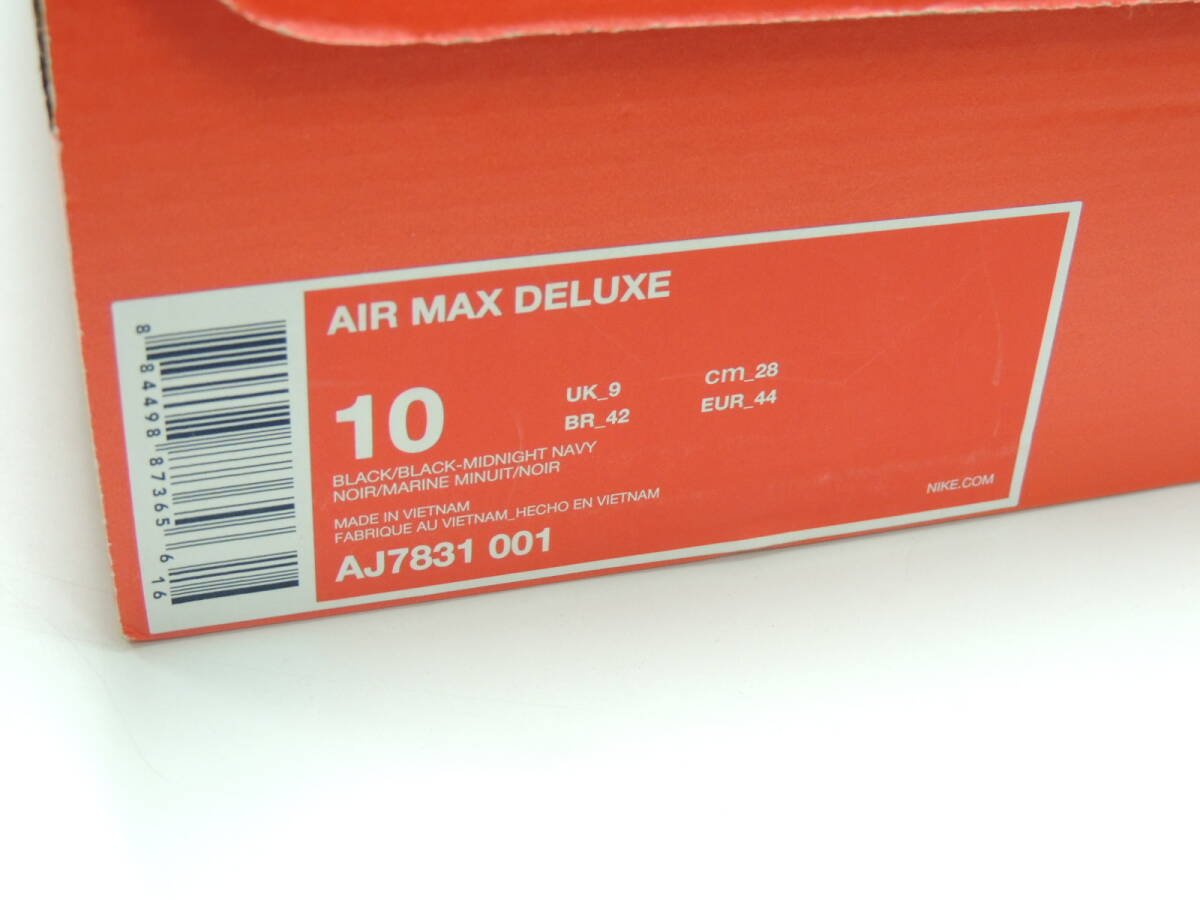 AIR MAX DELUXE
10
UK_9
cm_28
BR_42
EUR_44
BLACK/BLACK-MIDNIGHT NAVY
NOIR/MARINE MINUIT/NOIR
MADE IN VIETNAM
FABRIQUE AU VIETNAM_HECHO EN VIETNAM
AJ7831 001
NIKE.COM
8 84498 87365 6 16